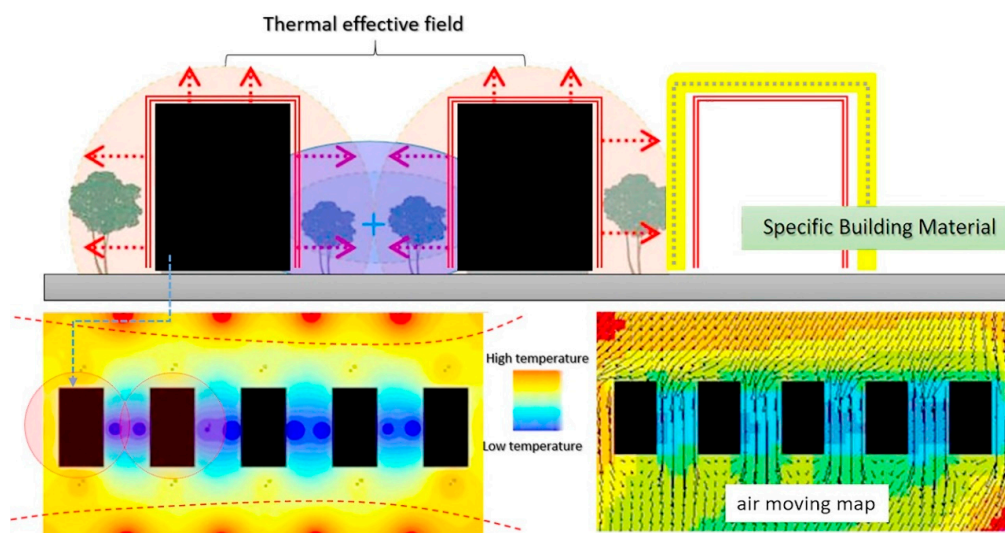 Thermal effective field
Specific Building Material
High temperature
Low temperature
air moving map